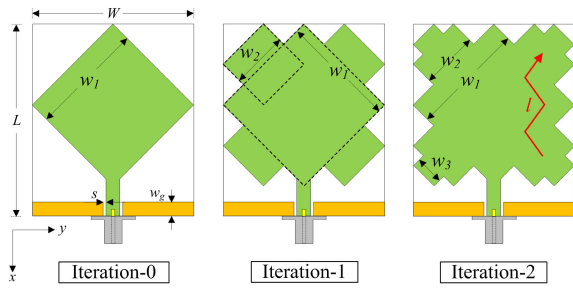 W
L
w1
s
wg
y
x
Iteration-0
w2
w1
Iteration-1
w2
w1
l
w3
Iteration-2